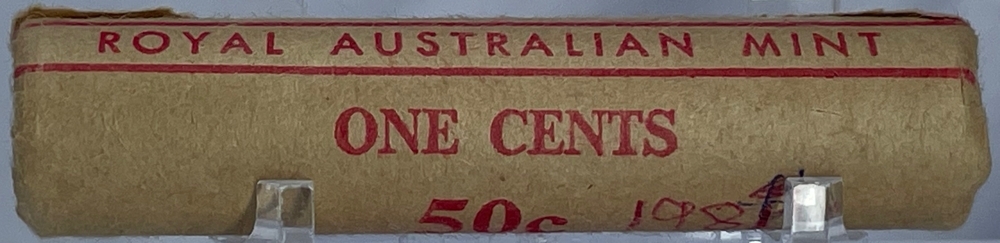 ROYAL AUSTRALIAN MINT
ONE CENTS
50c